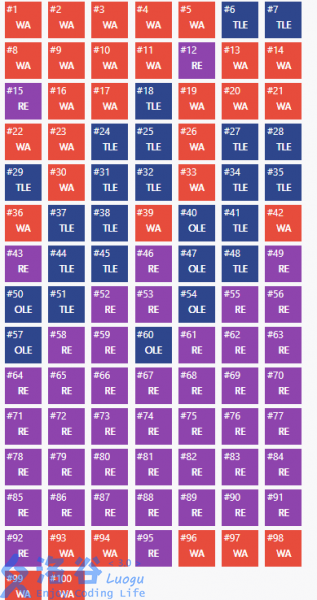 #1 #2 #3 #4 #5 #6 #7
WA WA WA WA WA TLE TLE
#8 #9 #10 #11 #12 #13 #14
WA WA WA WA RE WA WA
#15 #16 #17 #18 #19 #20 #21
RE WA WA TLE WA WA WA
#22 #23 #24 #25 #26 #27 #28
WA WA TLE TLE WA TLE TLE
#29 #30 #31 #32 #33 #34 #35
TLE WA TLE TLE WA TLE TLE
#36 #37 #38 #39 #40 #41 #42
WA TLE TLE WA OLE TLE WA
#43 #44 #45 #46 #47 #48 #49
RE TLE TLE RE OLE TLE RE
#50 #51 #52 #53 #54 #55 #56
OLE TLE RE RE OLE RE RE
#57 #58 #59 #60 #61 #62 #63
OLE RE RE OLE RE RE RE
#64 #65 #66 #67 #68 #69 #70
RE RE RE RE RE RE RE
#71 #72 #73 #74 #75 #76 #77
RE RE RE RE RE RE RE
#78 #79 #80 #81 #82 #83 #84
RE RE RE RE RE RE RE
#85 #86 #87 #88 #89 #90 #91
RE RE RE RE RE RE RE
#92 #93 #94 #95 #96 #97 #98
RE WA WA RE WA WA WA
#99 #100
WA WA
洛谷
Luogu
Enjoy Coding Life